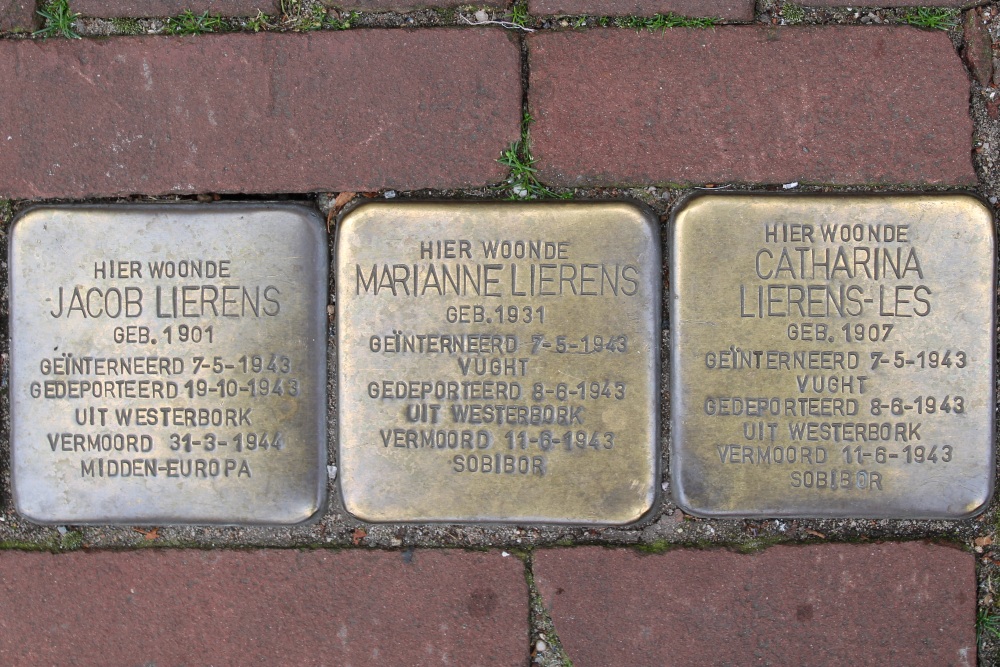 HIER WOONDE
JACOB LIERENS
GEB. 1901
GEÏNTERNEERD 7-5-1943
GEDEPORTEERD 19-10-1943
UIT WESTERBORK
VERMOORD 31-3-1944
MIDDEN-EUROPA
HIER WOONDE
MARIANNE LIERENS
GEB. 1931
GEÏNTERNEERD 7-5-1943
VUGHT
GEDEPORTEERD 8-6-1943
UIT WESTERBORK
VERMOORD 11-6-1943
SOBIBOR
HIER WOONDE
CATHARINA
LIERENS-LES
GEB. 1907
GEÏNTERNEERD 7-5-1943
VUGHT
GEDEPORTEERD 8-6-1943
UIT WESTERBORK
VERMOORD 11-6-1943
SOBIBOR